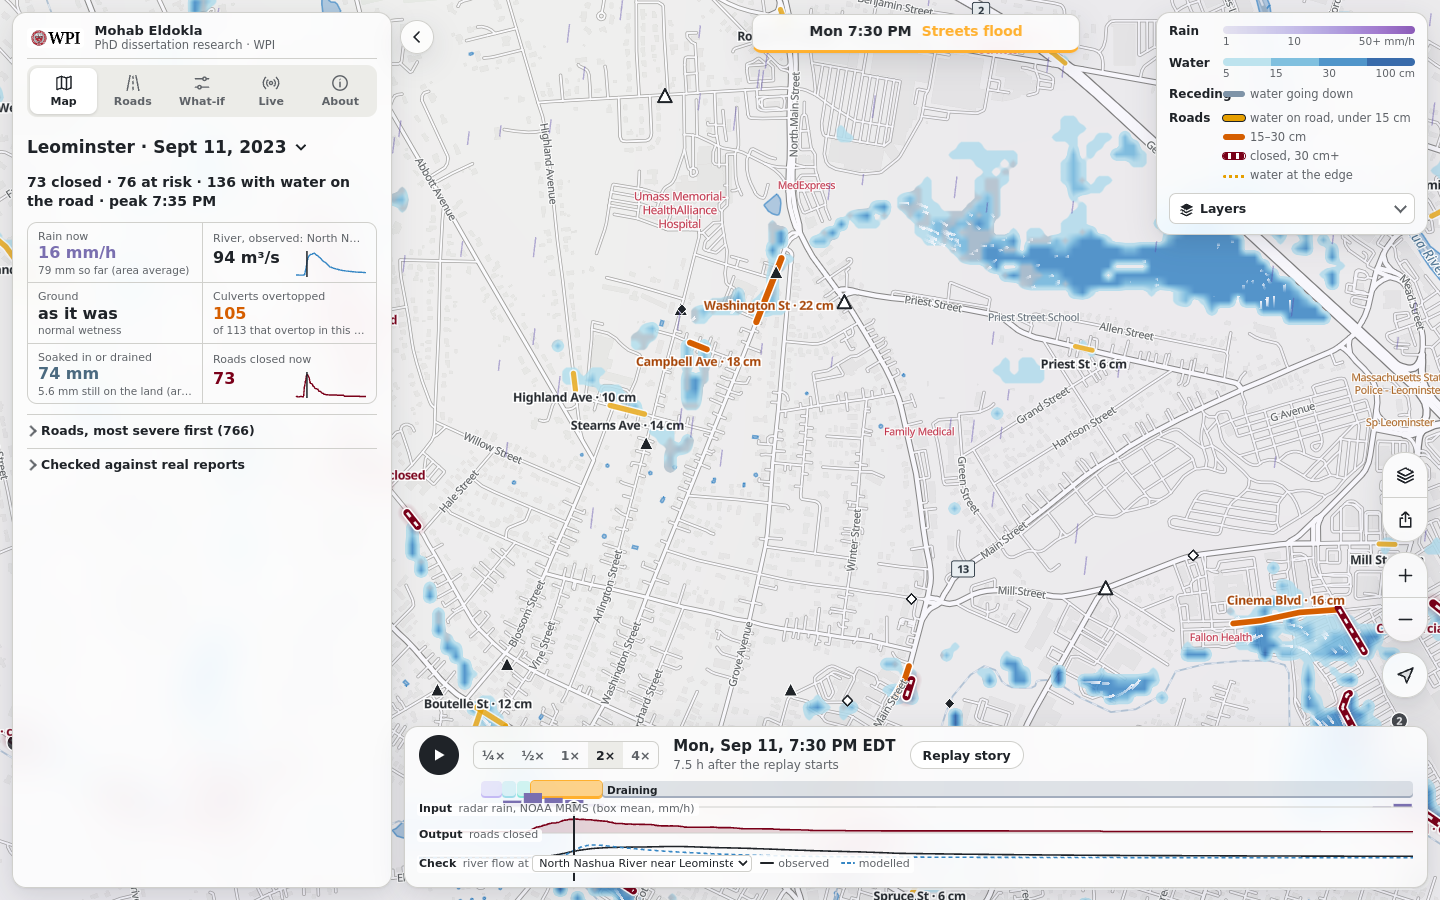 WPI
Mohab Eldokla
PhD dissertation research · WPI
Map
Roads
What-if
Live
About
Leominster · Sept 11, 2023
73 closed · 76 at risk · 136 with water on
the road · peak 7:35 PM
Rain now
16 mm/h
79 mm so far (area average)
River, observed: North N…
94 m³/s
Ground
as it was
normal wetness
Culverts overtopped
105
of 113 that overtop in this …
Soaked in or drained
74 mm
5.6 mm still on the land (ar…
Roads closed now
73
Roads, most severe first (766)
Checked against real reports
Mon 7:30 PM Streets flood
Rain
1 10 50+ mm/h
Water
5 15 30 100 cm
Receding water going down
Roads water on road, under 15 cm
15–30 cm
closed, 30 cm+
water at the edge
Layers
Benjamin Street
2
North Main Street
Highland Avenue
Abbott Avenue
MedExpress
Umass Memorial-
HealthAlliance
Hospital
Washington St · 22 cm
Priest Street
Priest Street School
Allen Street
Campbell Ave · 18 cm
Priest St · 6 cm
Mead Street
Massachusetts Sta
Police - Leominste
Highland Ave · 10 cm
Stearns Ave · 14 cm
Grand Street
Harrison Street
G Avenue
Sp Leominster
Family Medical
Willow Street
closed
Hale Street
Green Street
Winter Street
Main Street
13
Mill Street
Mill St
Arlington Street
Blossom Street
Vine Street
Washington Street
Grove Avenue
Cinema Blvd · 16 cm
Fallon Health
Main Street
Boutelle St · 12 cm
2
¼× ½× 1× 2× 4×
Mon, Sep 11, 7:30 PM EDT
7.5 h after the replay starts
Replay story
Draining
Input radar rain, NOAA MRMS (box mean, mm/h)
Output roads closed
Check river flow at North Nashua River near Leominste observed modelled
Spruce St · 6 cm